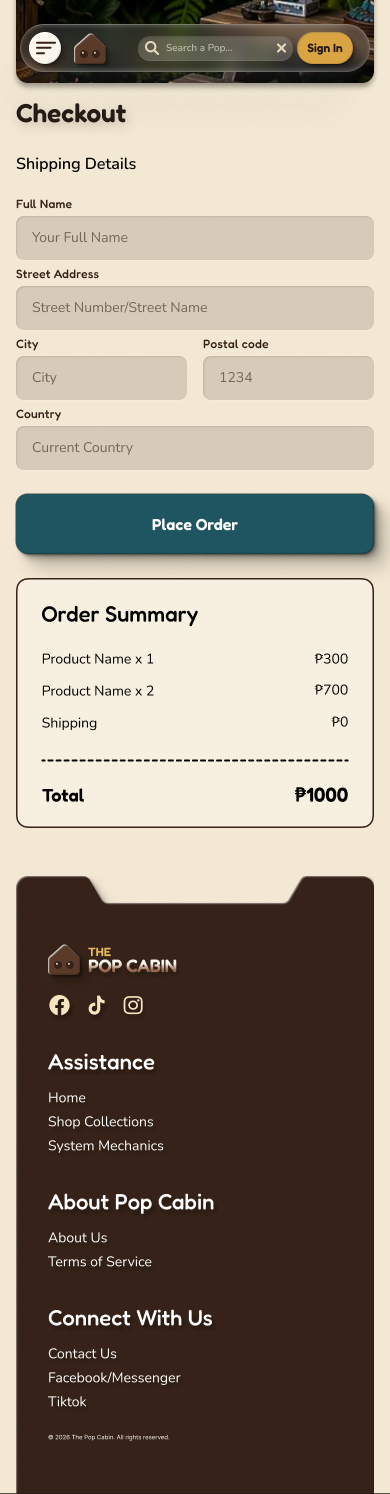 Search a Pop...
Sign In
Checkout
Shipping Details
Full Name
Your Full Name
Street Address
Street Number/Street Name
City
Postal code
City
1234
Country
Current Country
Place Order
Order Summary
Product Name x 1 ₱300
Product Name x 2 ₱700
Shipping ₱0
Total ₱1000
THE
POP CABIN
Assistance
Home
Shop Collections
System Mechanics
About Pop Cabin
About Us
Terms of Service
Connect With Us
Contact Us
Facebook/Messenger
Tiktok
© 2026 The Pop Cabin. All rights reserved.